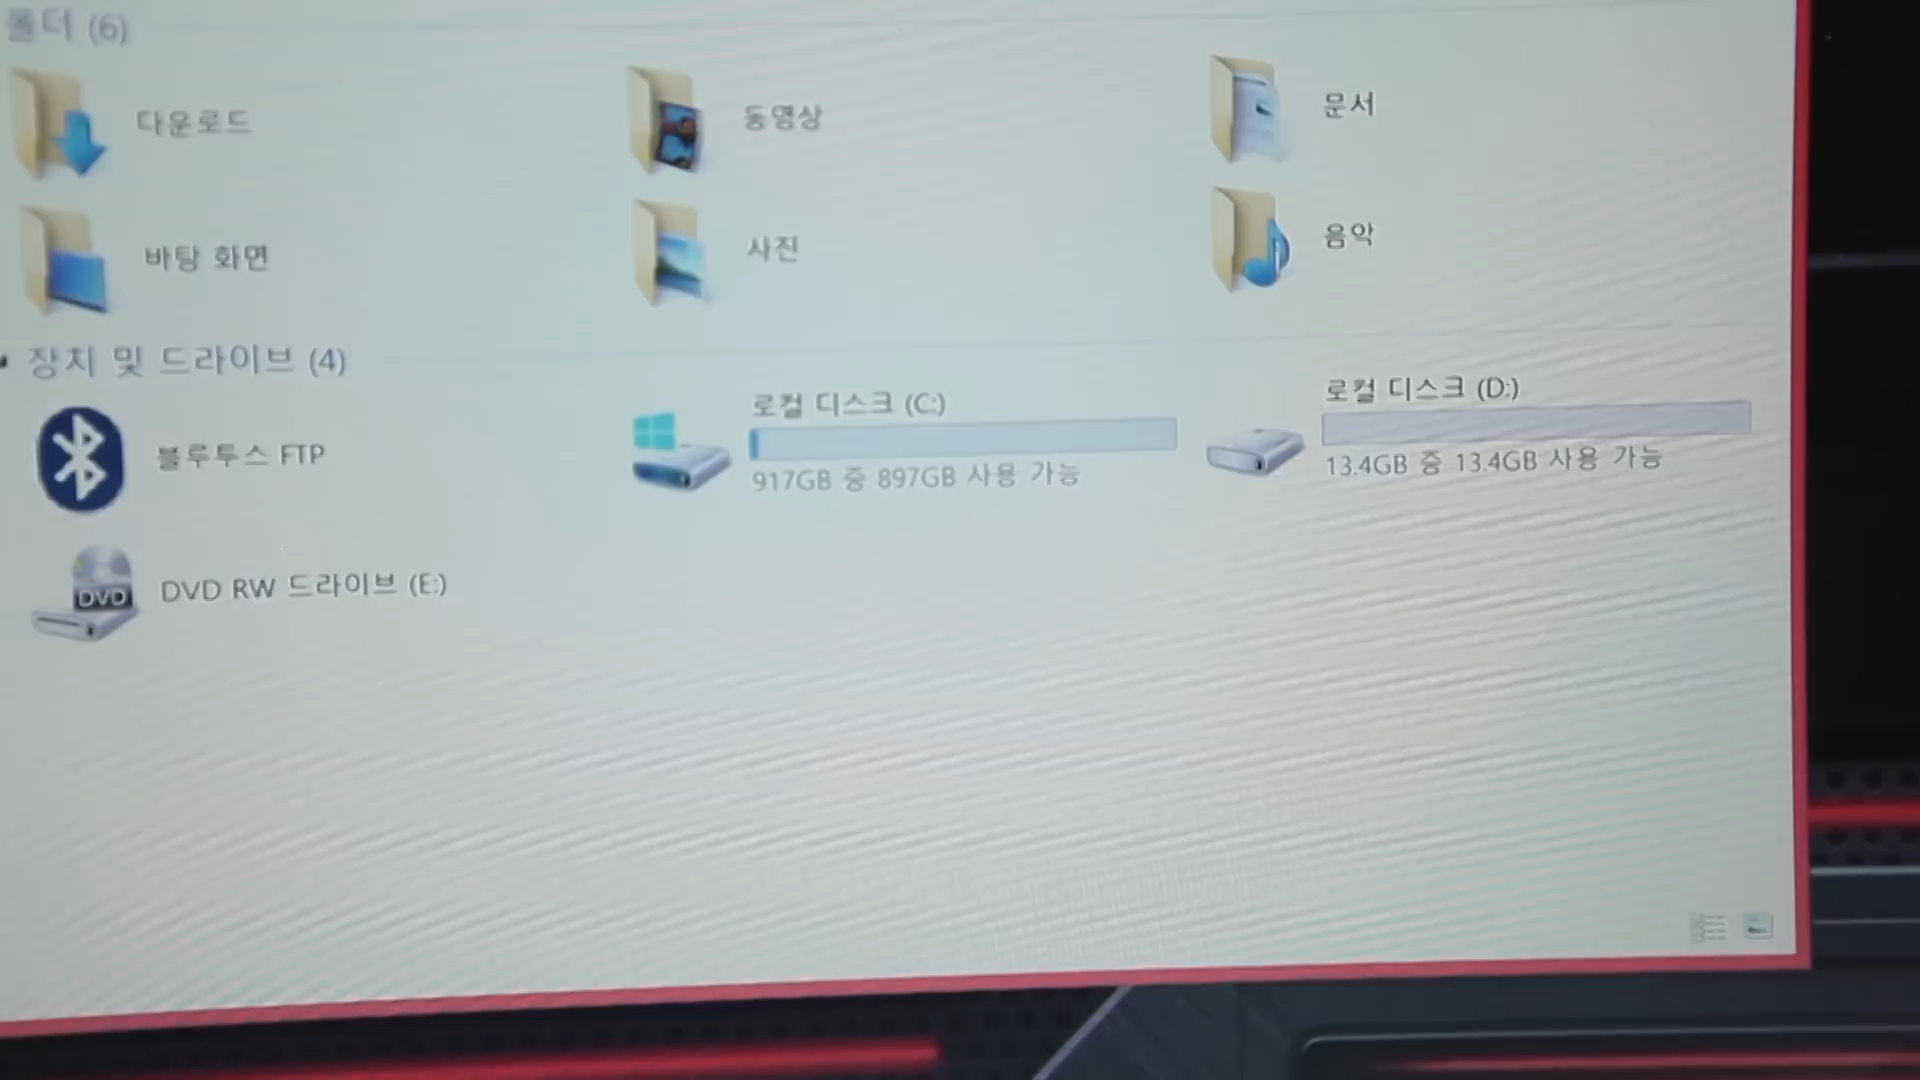 폴더 (6)
다운로드
동영상
문서
바탕 화면
사진
음악
장치 및 드라이브 (4)
블루투스 FTP
로컬 디스크 (C:)
917GB 중 897GB 사용 가능
로컬 디스크 (D:)
13.4GB 중 13.4GB 사용 가능
DVD
DVD RW 드라이브 (E:)